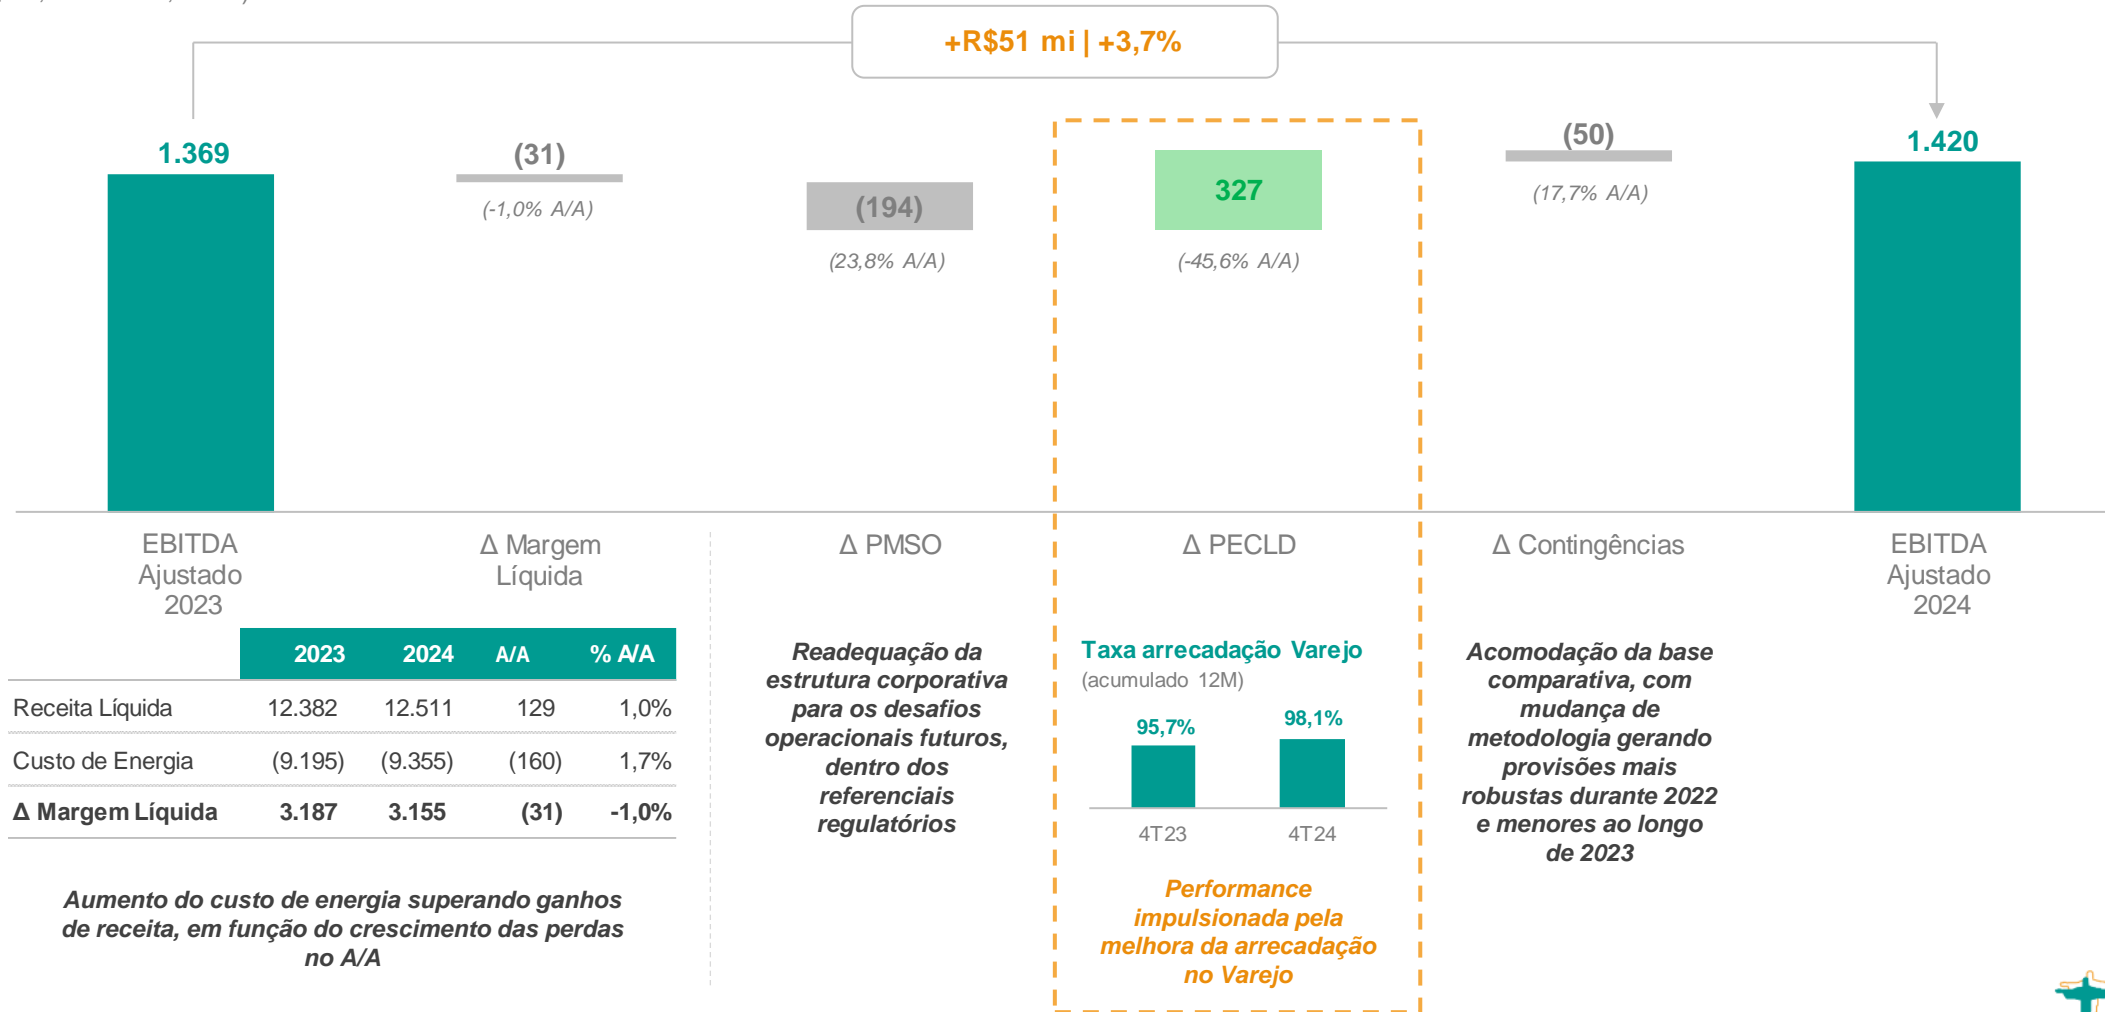 +R$51 mi | +3,7%
1.369
(31)
(-1,0% A/A)
(194)
(23,8% A/A)
327
(-45,6% A/A)
(50)
(17,7% A/A)
1.420
EBITDA
Ajustado
2023
Δ Margem
Líquida
Δ PMSO
Δ PECLD
Δ Contingências
EBITDA
Ajustado
2024
2023 2024 A/A % A/A
Receita Líquida 12.382 12.511 129 1,0%
Custo de Energia (9.195) (9.355) (160) 1,7%
Δ Margem Líquida 3.187 3.155 (31) -1,0%
Aumento do custo de energia superando ganhos
de receita, em função do crescimento das perdas
no A/A
Readequação da
estrutura corporativa
para os desafios
operacionais futuros,
dentro dos
referenciais
regulatórios
Taxa arrecadação Varejo
(acumulado 12M)
95,7%
98,1%
4T23
4T24
Performance
impulsionada pela
melhora da arrecadação
no Varejo
Acomodação da base
comparativa, com
mudança de
metodologia gerando
provisões mais
robustas durante 2022
e menores ao longo
de 2023